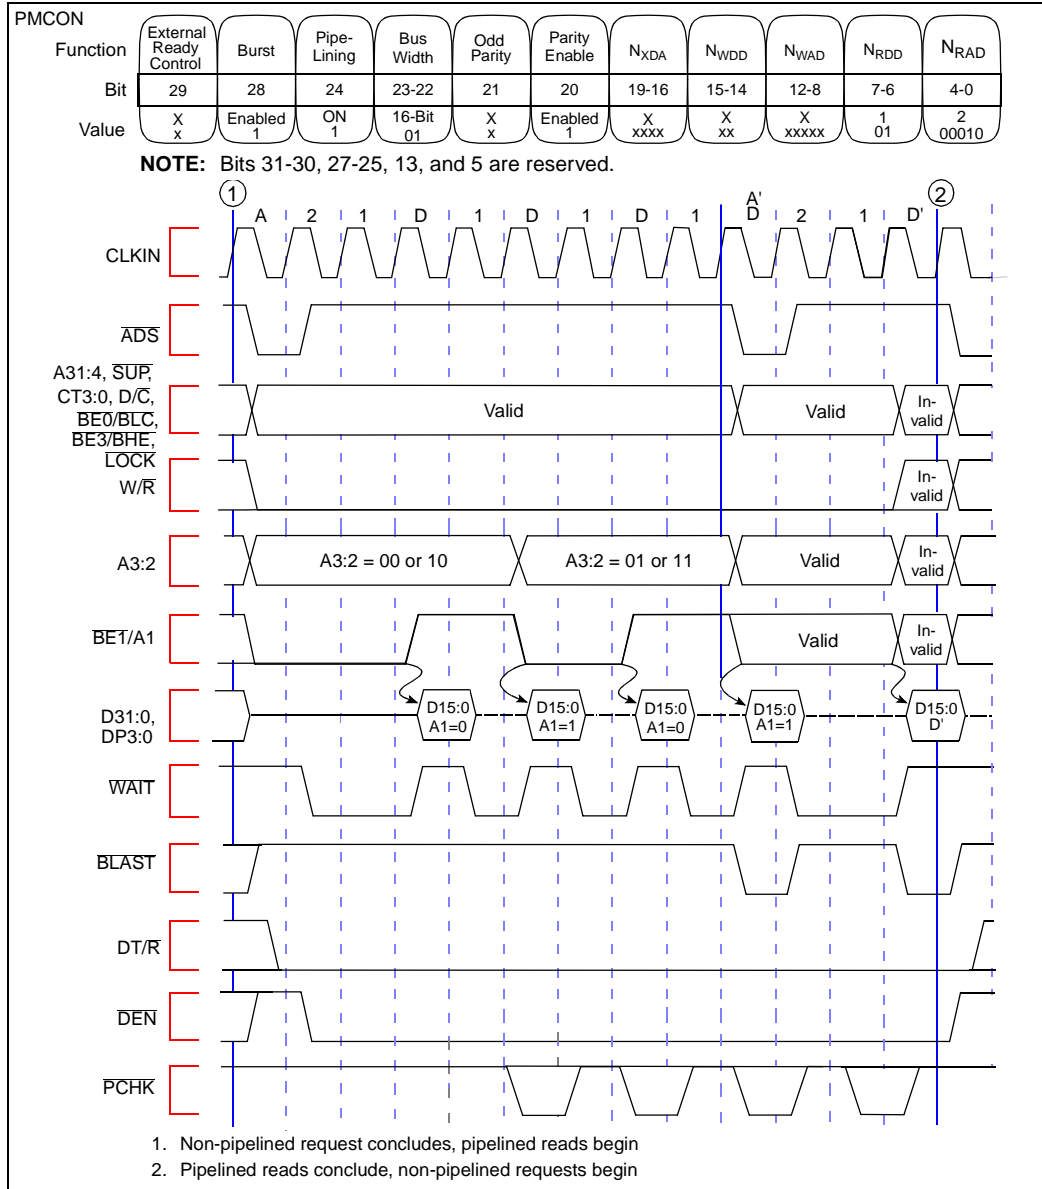 PMCON
Function External Ready Control Burst Pipe-Lining Bus Width Odd Parity Parity Enable NXDA NWDD NWAD NRDD NRAD
Bit 29 28 24 23-22 21 20 19-16 15-14 12-8 7-6 4-0
Value X x Enabled 1 ON 1 16-Bit 01 X x Enabled 1 X xxxx X xx X xxxxx 1 01 2 00010
NOTE: Bits 31-30, 27-25, 13, and 5 are reserved.
1 2
A'
A 2 1 D 1 D 1 D 1 D 2 1 D'
CLKIN
ADS
A31:4, SUP,
CT3:0, D/C,
BE0/BLC,
BE3/BHE,
LOCK
Valid Valid In-valid
W/R In-valid
A3:2 A3:2 = 00 or 10 A3:2 = 01 or 11 Valid In-valid
BE1/A1 Valid In-valid
D31:0,
DP3:0
D15:0 D15:0 D15:0 D15:0 D15:0
A1=0 A1=1 A1=0 A1=1 D'
WAIT
BLAST
DT/R
DEN
PCHK
1. Non-pipelined request concludes, pipelined reads begin
2. Pipelined reads conclude, non-pipelined requests begin